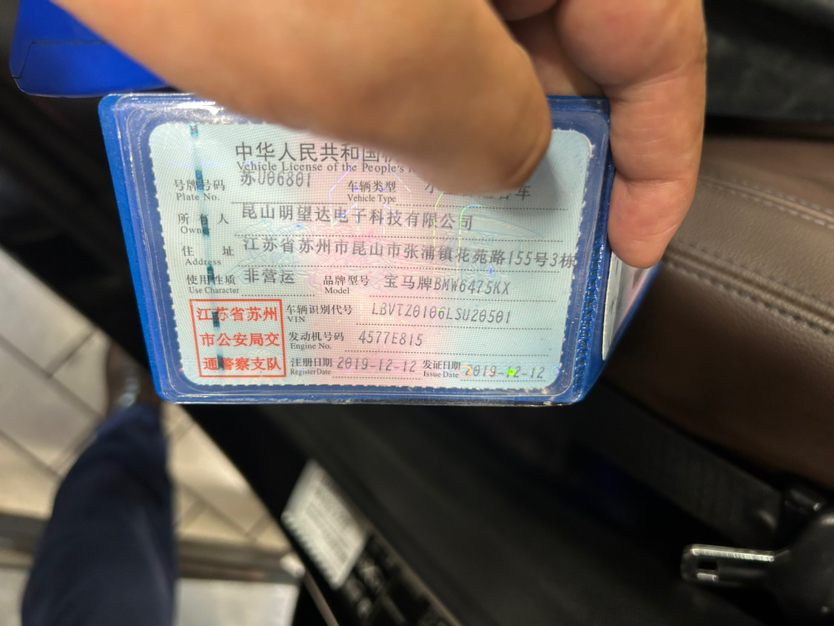 中华人民共和国
Vehicle License of the People's
号牌号码 苏U06801 车辆类型
Plate No. Vehicle Type
所有人 昆山明望达电子科技有限公司
Owner
住址 江苏省苏州市昆山市张浦镇花苑路155号3栋
Address
使用性质 非营运 品牌型号 宝马牌BMW6475KX
Use Character Model
江苏省苏州
市公安局交
通警察支队
车辆识别代号 LBVTZ0106LSU20501
VIN
发动机号码 4577E815
Engine No.
注册日期 2019-12-12 发证日期 2019-12-12
Register Date Issue Date